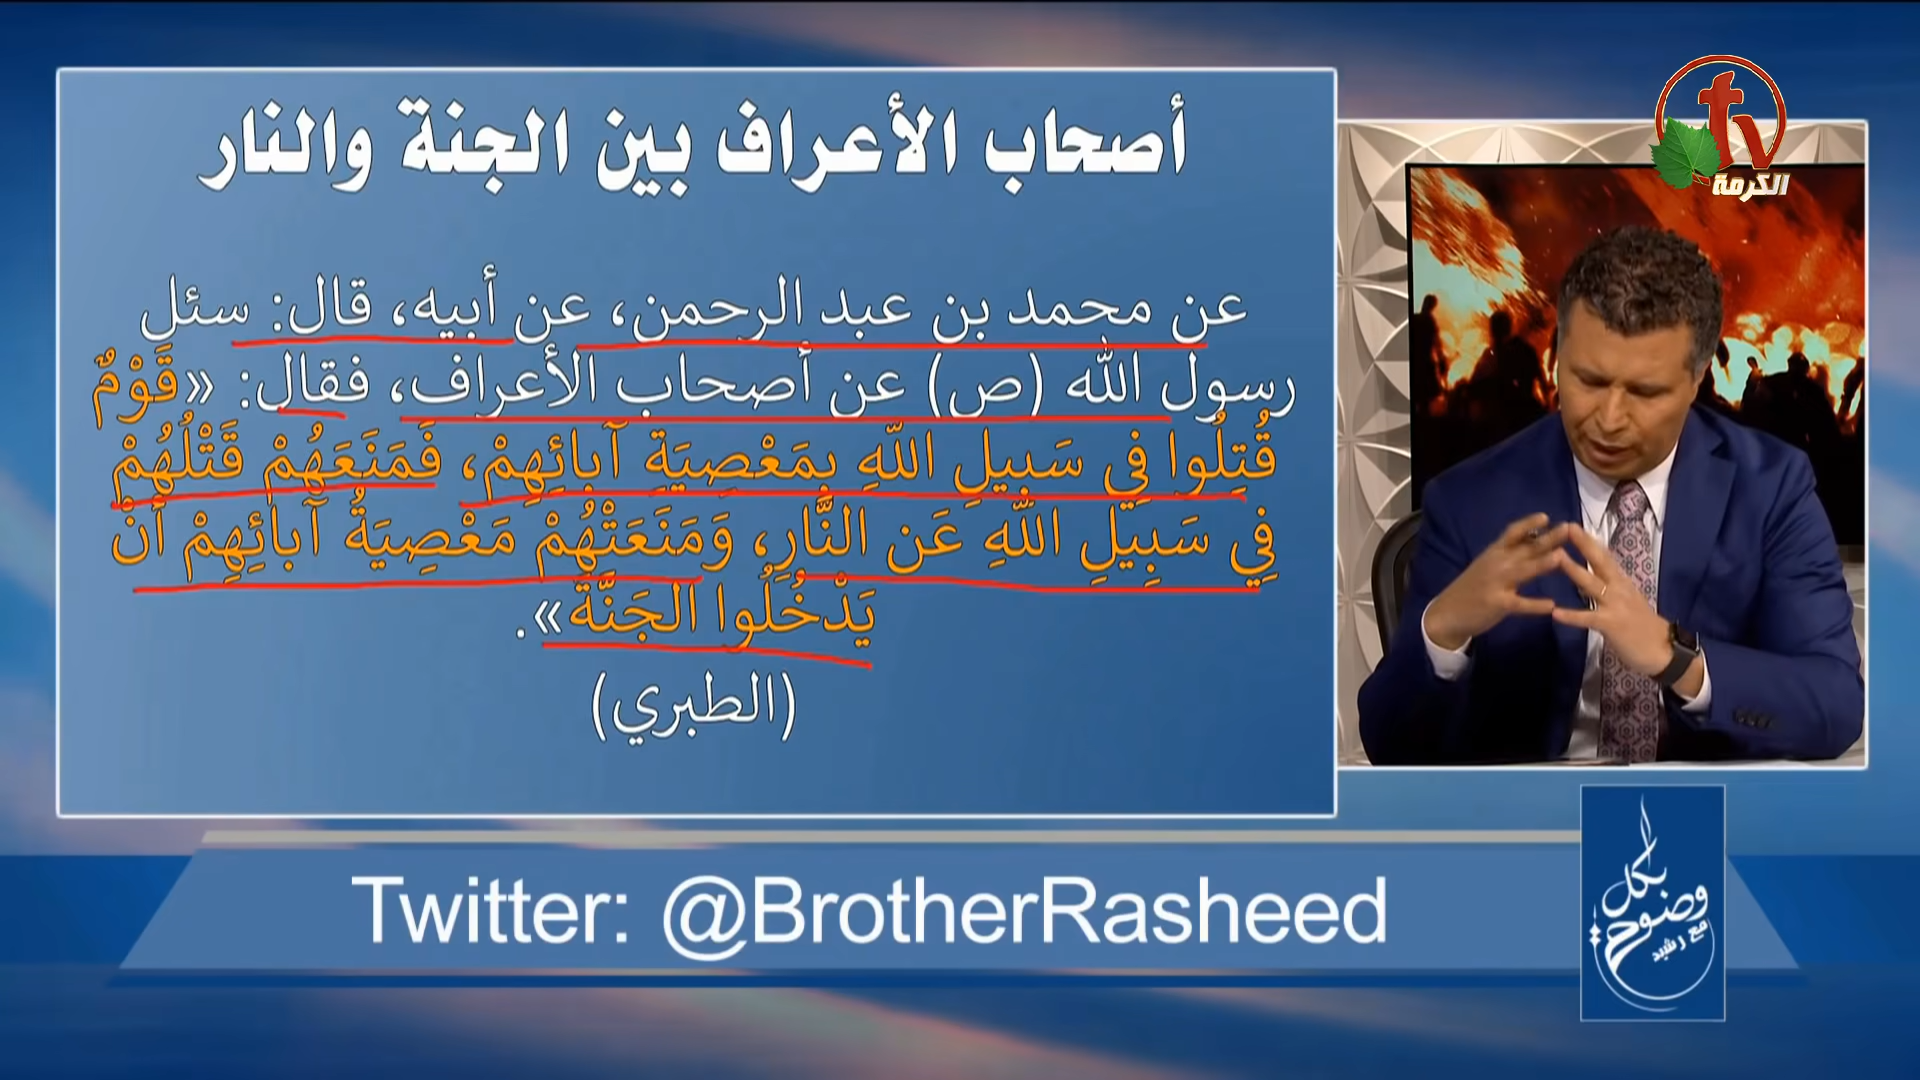 أصحاب الأعراف بين الجنة والنار
عن محمد بن عبد الرحمن، عن أبيه، قال: سئل
رسول الله (ص) عن أصحاب الأعراف، فقال: «قَوْمٌ
قُتِلُوا فِي سَبِيلِ اللَّهِ بِمَعْصِيَةِ آبائِهِمْ، فَمَنَعَهُمْ قَتْلُهُمْ
فِي سَبِيلِ اللَّهِ عَن النَّارِ، وَمَنَعَتْهُمْ مَعْصِيَةُ آبائِهِمْ أنْ
يَدْخُلُوا الجَنَّةَ».
(الطبري)
tv
الكرمة
Twitter: @BrotherRasheed
بكل
وضوح
مع رشيد